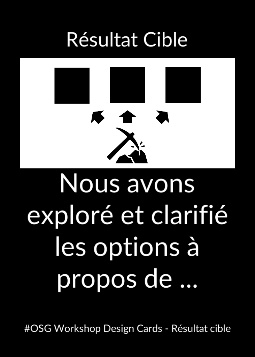 Résultat Cible
Nous avons
exploré et clarifié
les options à
propos de ...
#OSG Workshop Design Cards - Résultat cible